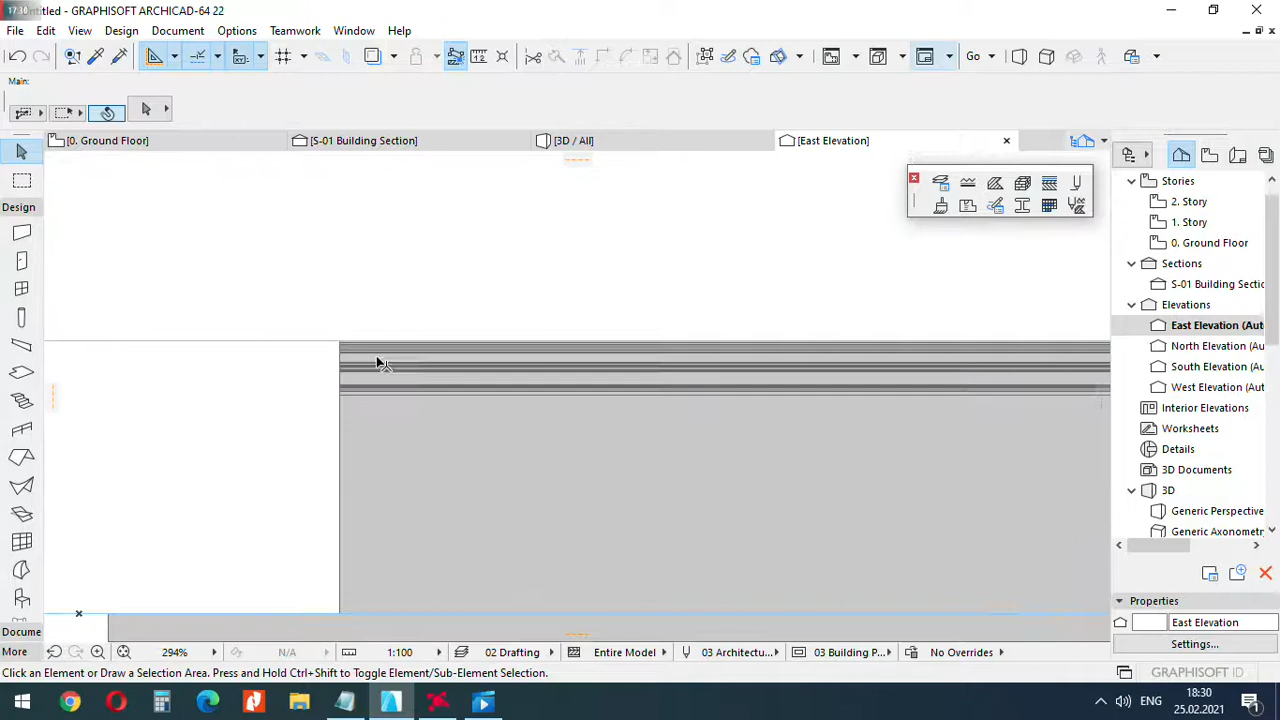 17:30
ntitled - GRAPHISOFT ARCHICAD-64 22
File Edit View Design Document Options Teamwork Window Help
Go
Main:
[0. Ground Floor] [S-01 Building Section] [3D / All] [East Elevation]
Stories
2. Story
1. Story
0. Ground Floor
Sections
S-01 Building Sectic
Elevations
East Elevation (Aut
North Elevation (Au
South Elevation (Au
West Elevation (Aut
Interior Elevations
Worksheets
Details
3D Documents
3D
Generic Perspective
Generic Axonometr
Design
Docume
More
Properties
East Elevation
Settings...
294% N/A 1:100 02 Drafting Entire Model 03 Architectu... 03 Building P... No Overrides
Click an Element or Draw a Selection Area. Press and Hold Ctrl+Shift to Toggle Element/Sub-Element Selection.
GRAPHISOFT ID
ENG
18:30
25.02.2021